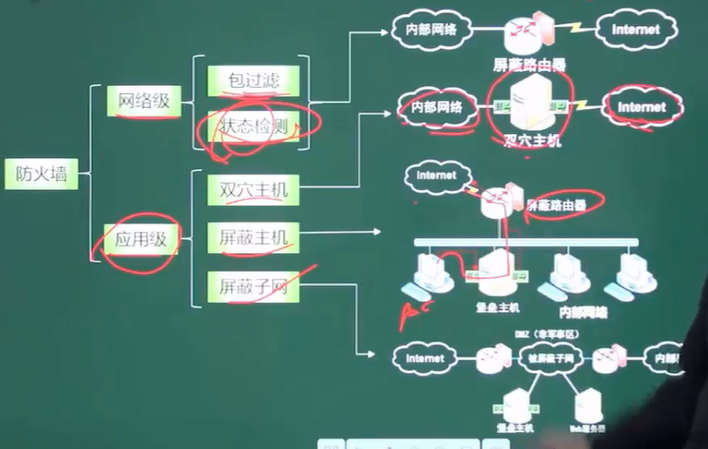 防火墙
网络级
包过滤
状态检测
应用级
双穴主机
屏蔽主机
屏蔽子网
内部网络
Internet
屏蔽路由器
内部网络
Internet
双穴主机
Internet
屏蔽路由器
堡垒主机
内部网络
DMZ（非军事区）
Internet
被屏蔽子网
内部
堡垒主机
Web服务器